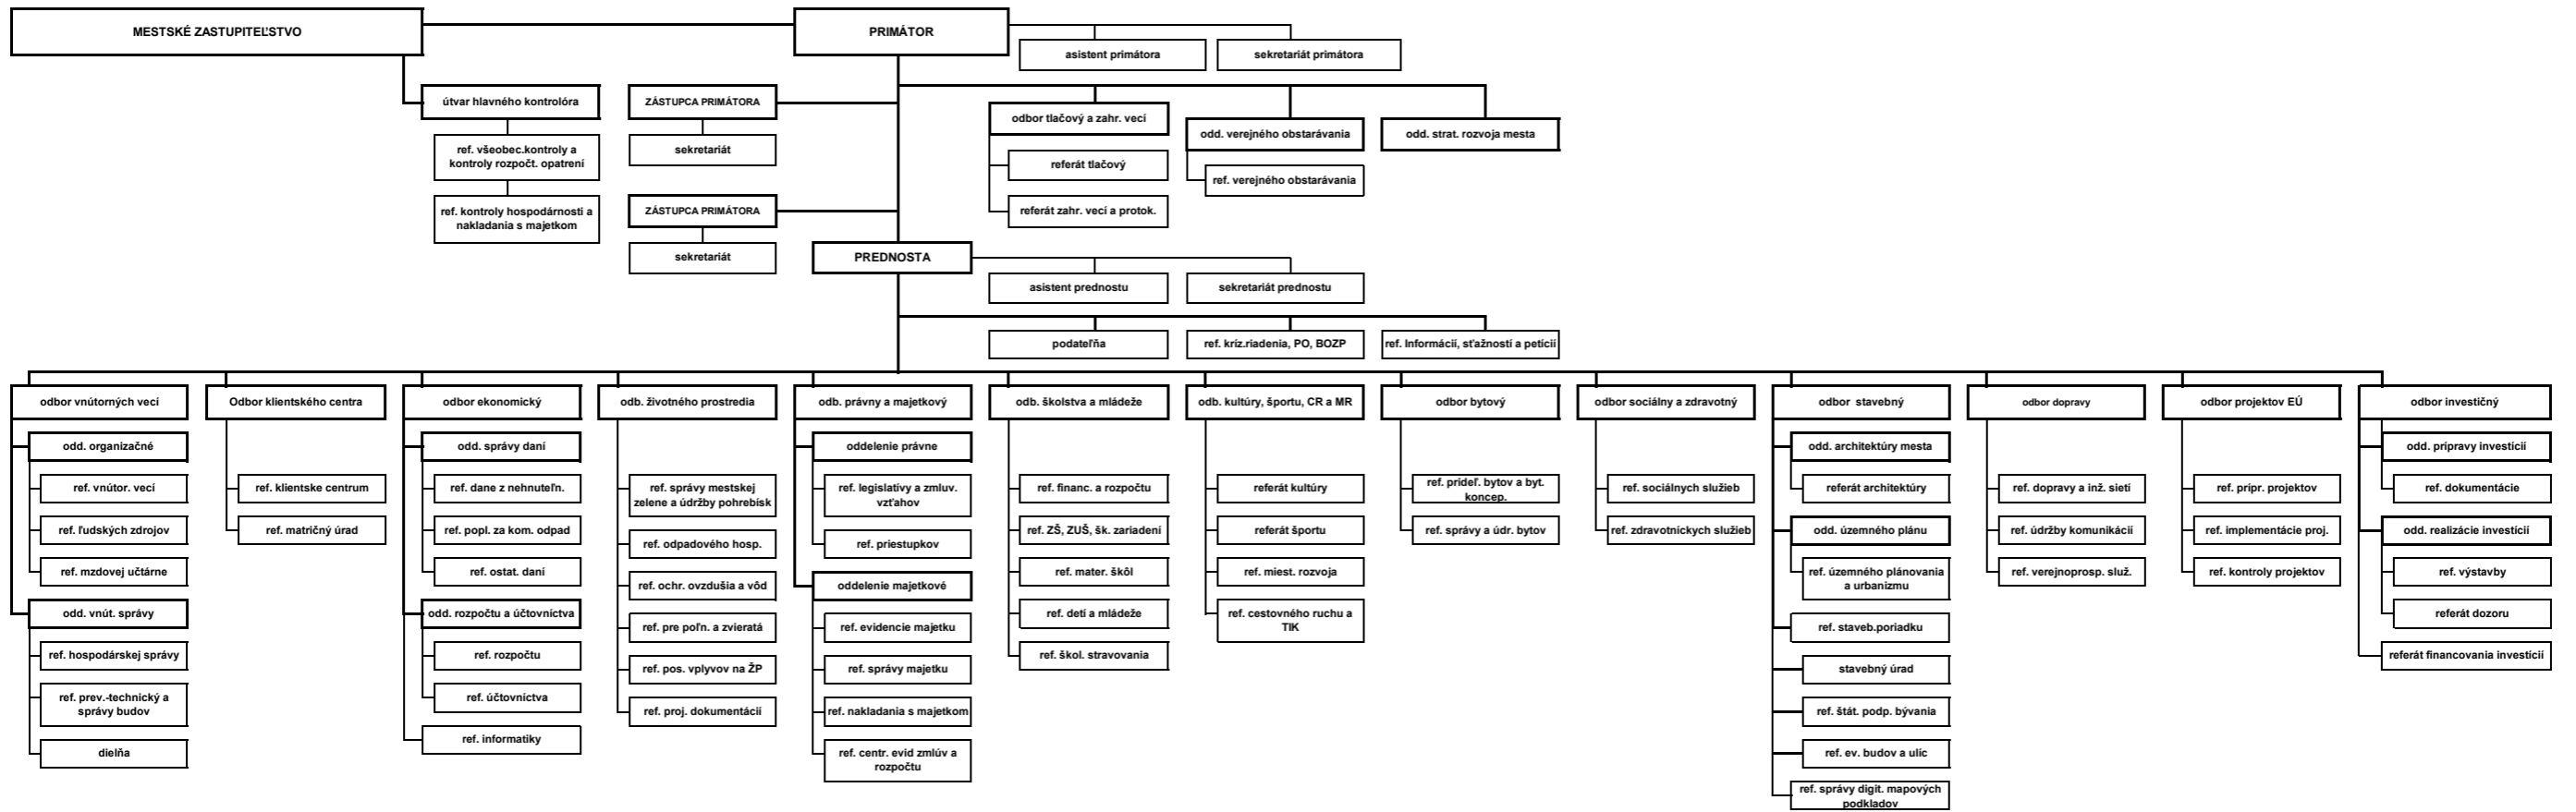 MESTSKÉ ZASTUPITEĽSTVO
PRIMÁTOR
asistent primátora
sekretariát primátora
útvar hlavného kontrolóra
ref. všeobec.kontroly a
kontroly rozpočt. opatrení
ref. kontroly hospodárnosti a
nakladania s majetkom
ZÁSTUPCA PRIMÁTORA
sekretariát
ZÁSTUPCA PRIMÁTORA
sekretariát
odbor tlačový a zahr. vecí
referát tlačový
referát zahr. vecí a protok.
odd. verejného obstarávania
ref. verejného obstarávania
odd. strat. rozvoja mesta
PREDNOSTA
asistent prednostu
sekretariát prednostu
podateľňa
ref. kríz.riadenia, PO, BOZP
ref. Informácií, sťažností a petícií
odbor vnútorných vecí
odd. organizačné
ref. vnútor. vecí
ref. ľudských zdrojov
ref. mzdovej učtárne
odd. vnút. správy
ref. hospodárskej správy
ref. prev.-technický a
správy budov
dielňa
Odbor klientského centra
ref. klientske centrum
ref. matričný úrad
odbor ekonomický
odd. správy daní
ref. dane z nehnuteľn.
ref. popl. za kom. odpad
ref. ostat. daní
odd. rozpočtu a účtovníctva
ref. rozpočtu
ref. účtovníctva
ref. informatiky
odb. životného prostredia
ref. správy mestskej
zelene a údržby pohrebísk
ref. odpadového hosp.
ref. ochr. ovzdušia a vôd
ref. pre poľn. a zvieratá
ref. pos. vplyvov na ŽP
ref. proj. dokumentácií
odb. právny a majetkový
oddelenie právne
ref. legislatívy a zmluv.
vzťahov
ref. priestupkov
oddelenie majetkové
ref. evidencie majetku
ref. správy majetku
ref. nakladania s majetkom
ref. centr. evid zmlúv a
rozpočtu
odb. školstva a mládeže
ref. financ. a rozpočtu
ref. ZŠ, ZUŠ, šk. zariadení
ref. mater. škôl
ref. detí a mládeže
ref. škol. stravovania
odb. kultúry, športu, CR a MR
referát kultúry
referát športu
ref. miest. rozvoja
ref. cestovného ruchu a
TIK
odbor bytový
ref. prideľ. bytov a byt.
koncep.
ref. správy a údr. bytov
odbor sociálny a zdravotný
ref. sociálnych služieb
ref. zdravotníckych služieb
odbor stavebný
odd. architektúry mesta
referát architektúry
odd. územného plánu
ref. územného plánovania
a urbanizmu
ref. staveb.poriadku
stavebný úrad
ref. štát. podp. bývania
ref. ev. budov a ulíc
ref. správy digit. mapových
podkladov
odbor dopravy
ref. dopravy a inž. sietí
ref. údržby komunikácií
ref. verejnoprosp. služ.
odbor projektov EÚ
ref. prípr. projektov
ref. implementácie proj.
ref. kontroly projektov
odbor investičný
odd. prípravy investícií
ref. dokumentácie
odd. realizácie investícií
ref. výstavby
referát dozoru
referát financovania investícií